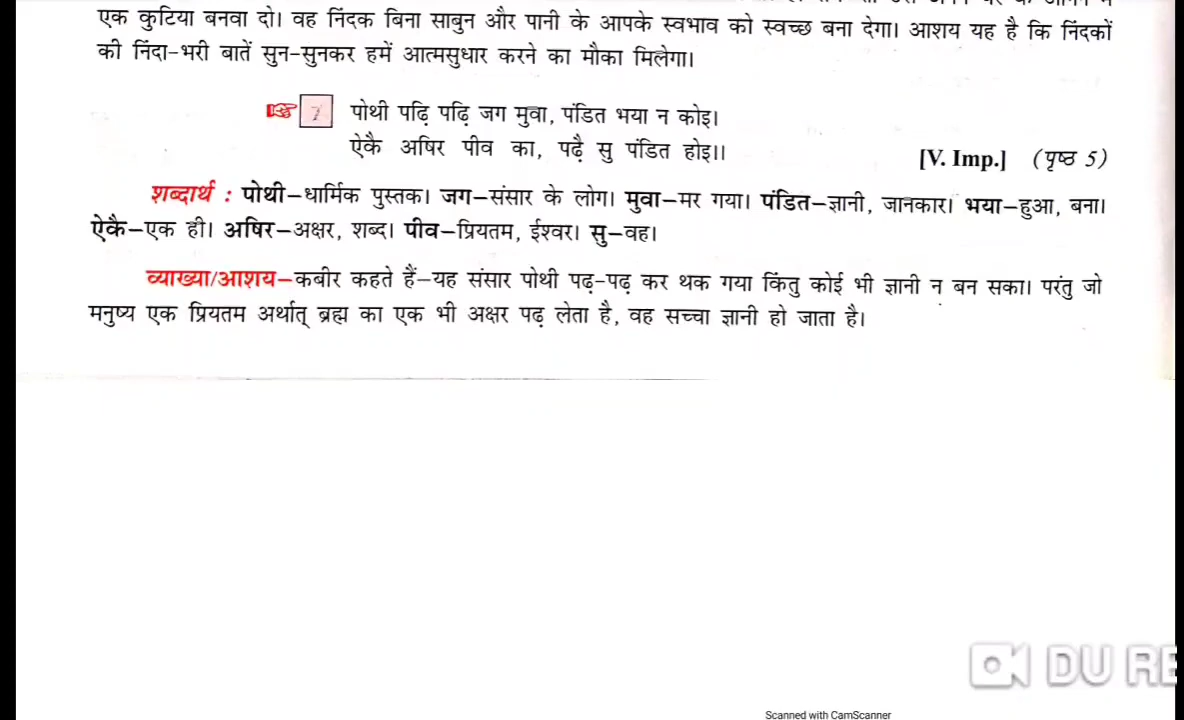 एक कुटिया बनवा दो। वह निंदक बिना साबुन और पानी के आपके स्वभाव को स्वच्छ बना देगा। आशय यह है कि निंदकों
की निंदा-भरी बातें सुन-सुनकर हमें आत्मसुधार करने का मौका मिलेगा।
7 पोथी पढ़ि पढ़ि जग मुवा, पंडित भया न कोइ।
ऐकै अषिर पीव का, पढ़ै सु पंडित होइ।।
[V. Imp.] (पृष्ठ 5)
शब्दार्थ : पोथी–धार्मिक पुस्तक। जग–संसार के लोग। मुवा–मर गया। पंडित–ज्ञानी, जानकार। भया–हुआ, बना।
ऐकै–एक ही। अषिर–अक्षर, शब्द। पीव–प्रियतम, ईश्वर। सु–वह।
व्याख्या/आशय–कबीर कहते हैं–यह संसार पोथी पढ़-पढ़ कर थक गया किंतु कोई भी ज्ञानी न बन सका। परंतु जो
मनुष्य एक प्रियतम अर्थात् ब्रह्म का एक भी अक्षर पढ़ लेता है, वह सच्चा ज्ञानी हो जाता है।
DU RE
Scanned with CamScanner